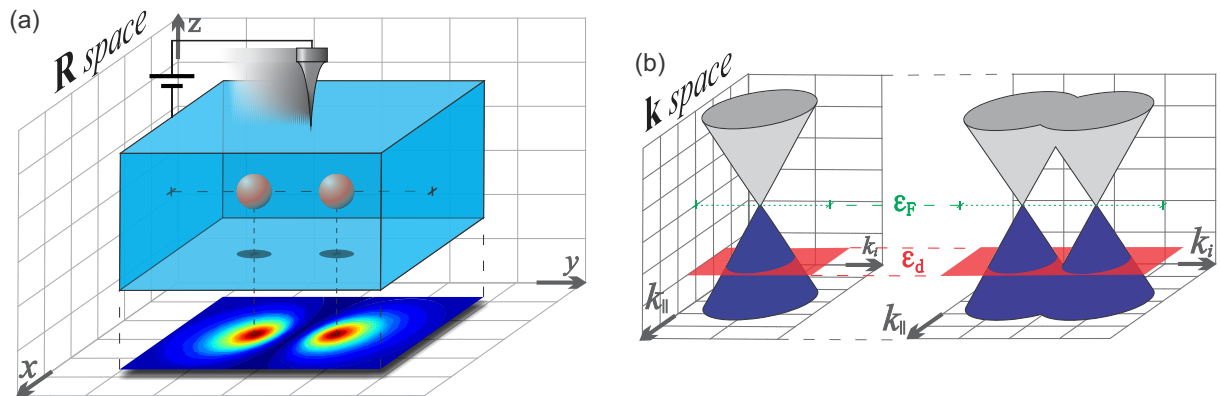 (a)
z
R space
y
x
(b)
k space
ε_F
k_i
k_i
ε_d
k_∥
k_∥